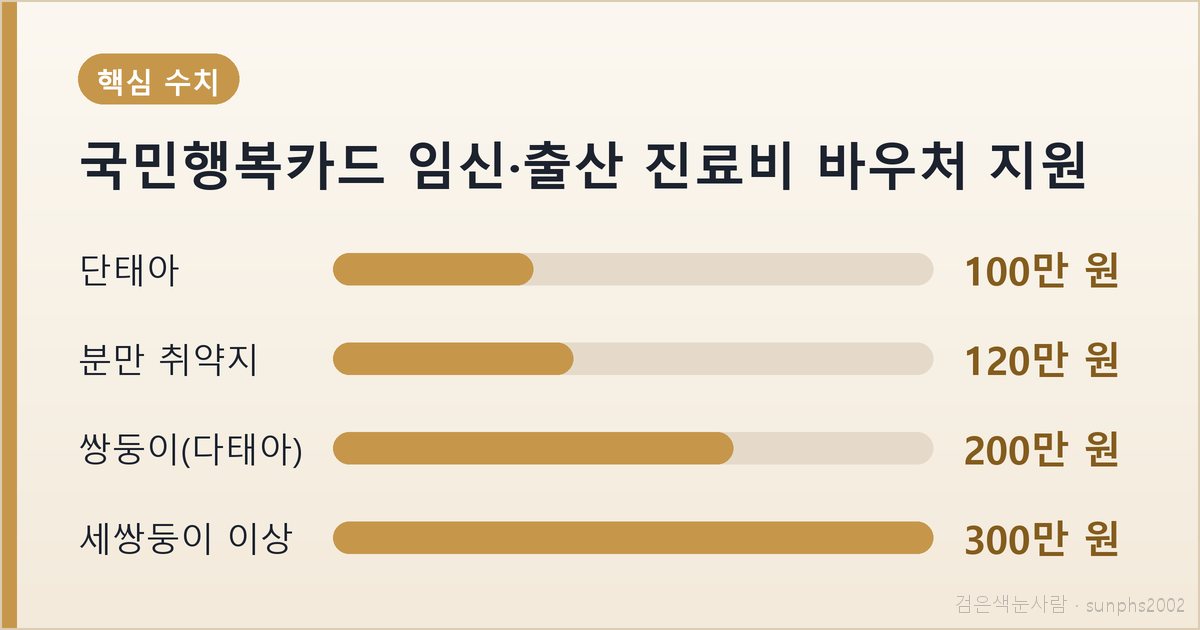 핵심 수치
국민행복카드 임신·출산 진료비 바우처 지원
단태아 100만 원
분만 취약지 120만 원
쌍둥이(다태아) 200만 원
세쌍둥이 이상 300만 원
검은색눈사람 · sunphs2002